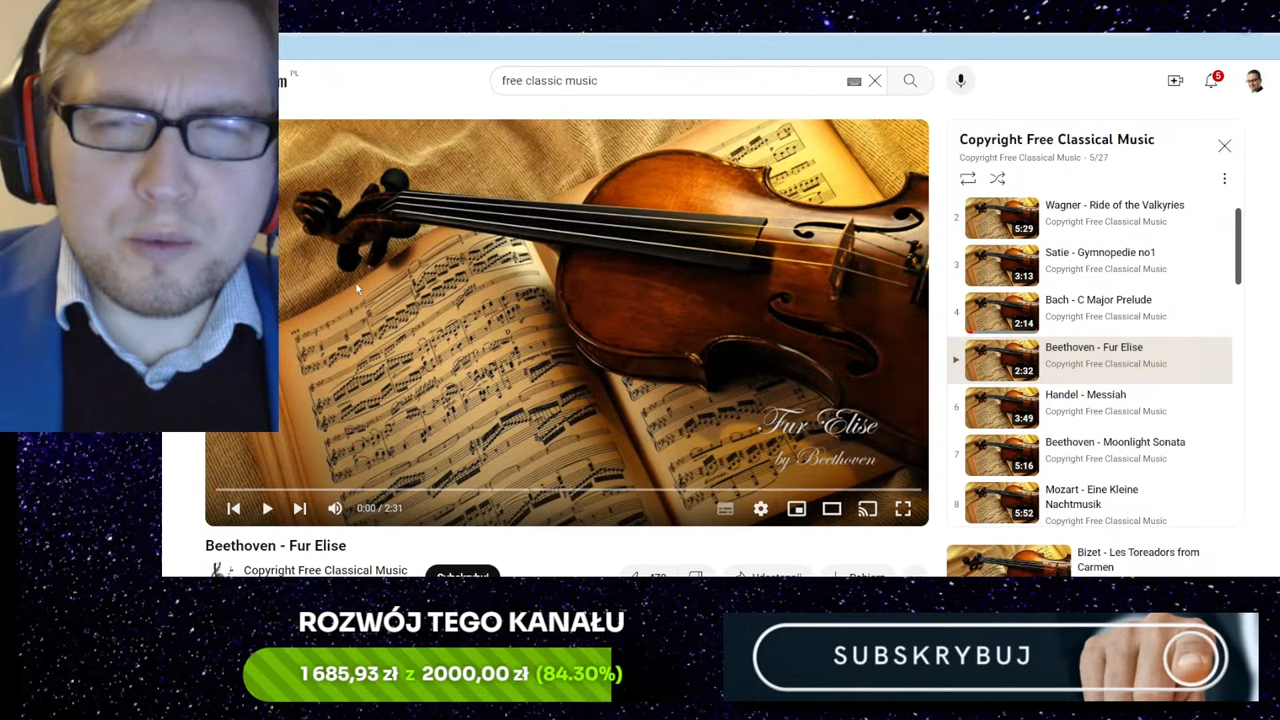 PL
free classic music
5
Fur Elise
by Beethoven
0:00 / 2:31
Beethoven - Fur Elise
Copyright Free Classical Music
Subskrybuj
470
Udostępnij
Pobierz
Copyright Free Classical Music
Copyright Free Classical Music - 5/27
2
5:29
Wagner - Ride of the Valkyries
Copyright Free Classical Music
3
3:13
Satie - Gymnopedie no1
Copyright Free Classical Music
4
2:14
Bach - C Major Prelude
Copyright Free Classical Music
2:32
Beethoven - Fur Elise
Copyright Free Classical Music
6
3:49
Handel - Messiah
Copyright Free Classical Music
7
5:16
Beethoven - Moonlight Sonata
Copyright Free Classical Music
8
5:52
Mozart - Eine Kleine
Nachtmusik
Copyright Free Classical Music
Bizet - Les Toreadors from
Carmen
ROZWÓJ TEGO KANAŁU
1 685,93 zł z 2000,00 zł (84.30%)
SUBSKRYBUJ